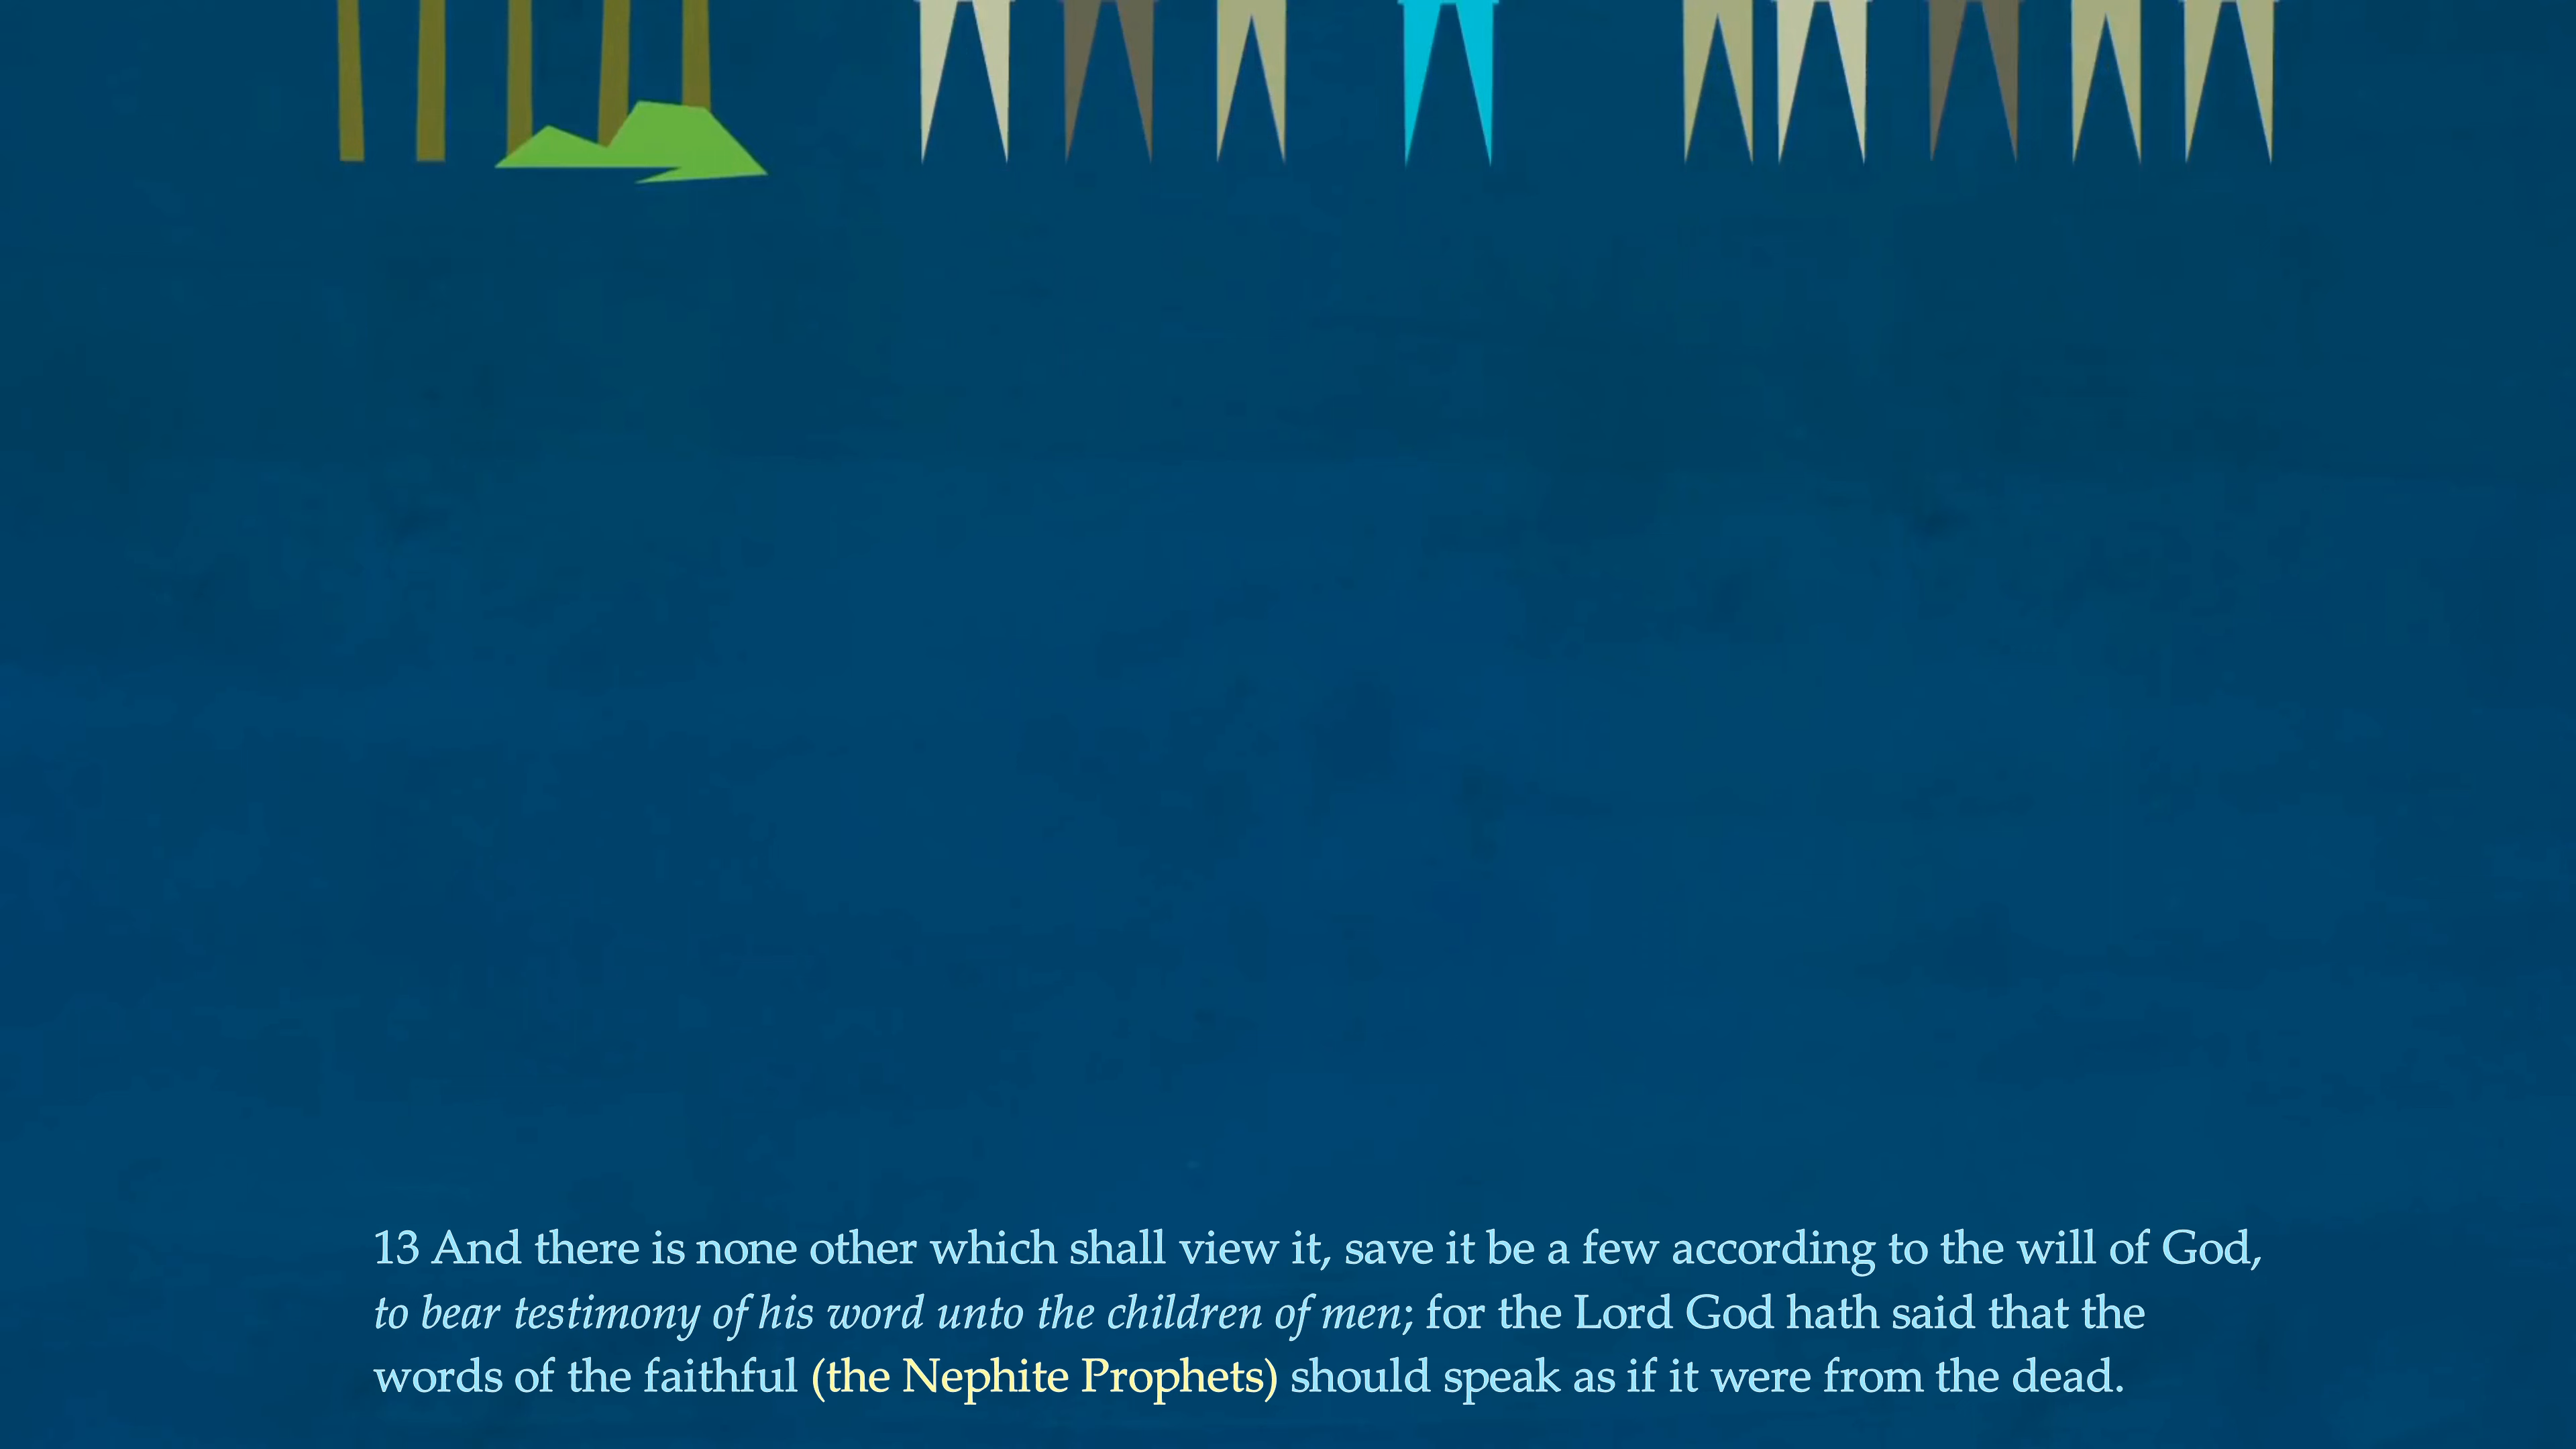 13 And there is none other which shall view it, save it be a few according to the will of God,
to bear testimony of his word unto the children of men; for the Lord God hath said that the
words of the faithful (the Nephite Prophets) should speak as if it were from the dead.